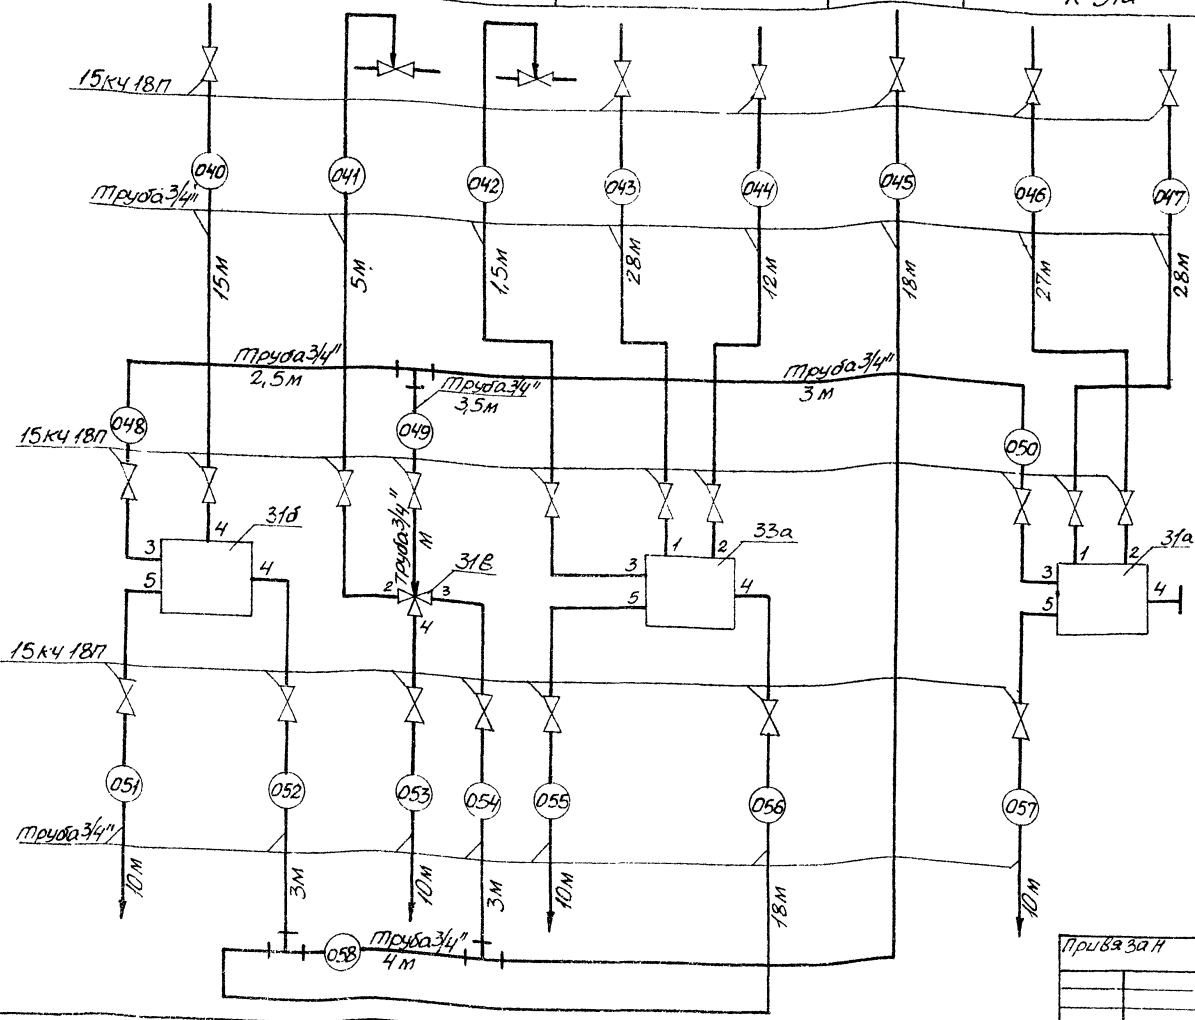 15кч 18п
040
041
042
043
044
045
046
047
Труба 3/4"
15м
5м
1,5м
28м
12м
18м
27м
28м
Труба 3/4"
2,5м
Труба 3/4"
3,5м
Труба 3/4"
3м
048
049
050
15кч 18п
Труба 3/4"
м
31б
3
4
5
4
31в
2
3
4
33а
1
2
3
5
4
31а
1
2
3
5
4
15кч 18п
051
052
053
054
055
056
057
Труба 3/4"
10м
3м
10м
3м
10м
18м
10м
058
Труба 3/4"
4м
Привязан